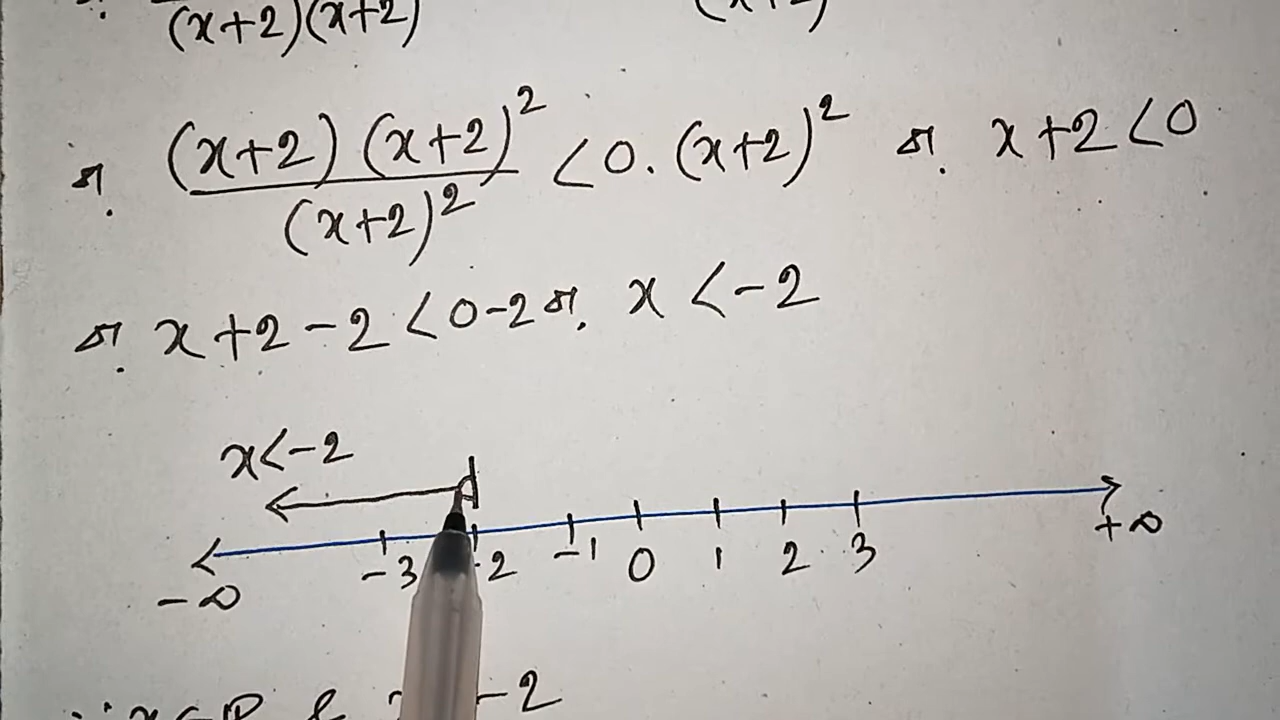 (x+2)(x+2)
বা, (x+2)(x+2)²/(x+2)² < 0.(x+2)² বা, x+2<0
বা, x+2-2<0-2 বা, x<-2
x<-2
-3 -2 -1 0 1 2 3
-∞ +∞
-2